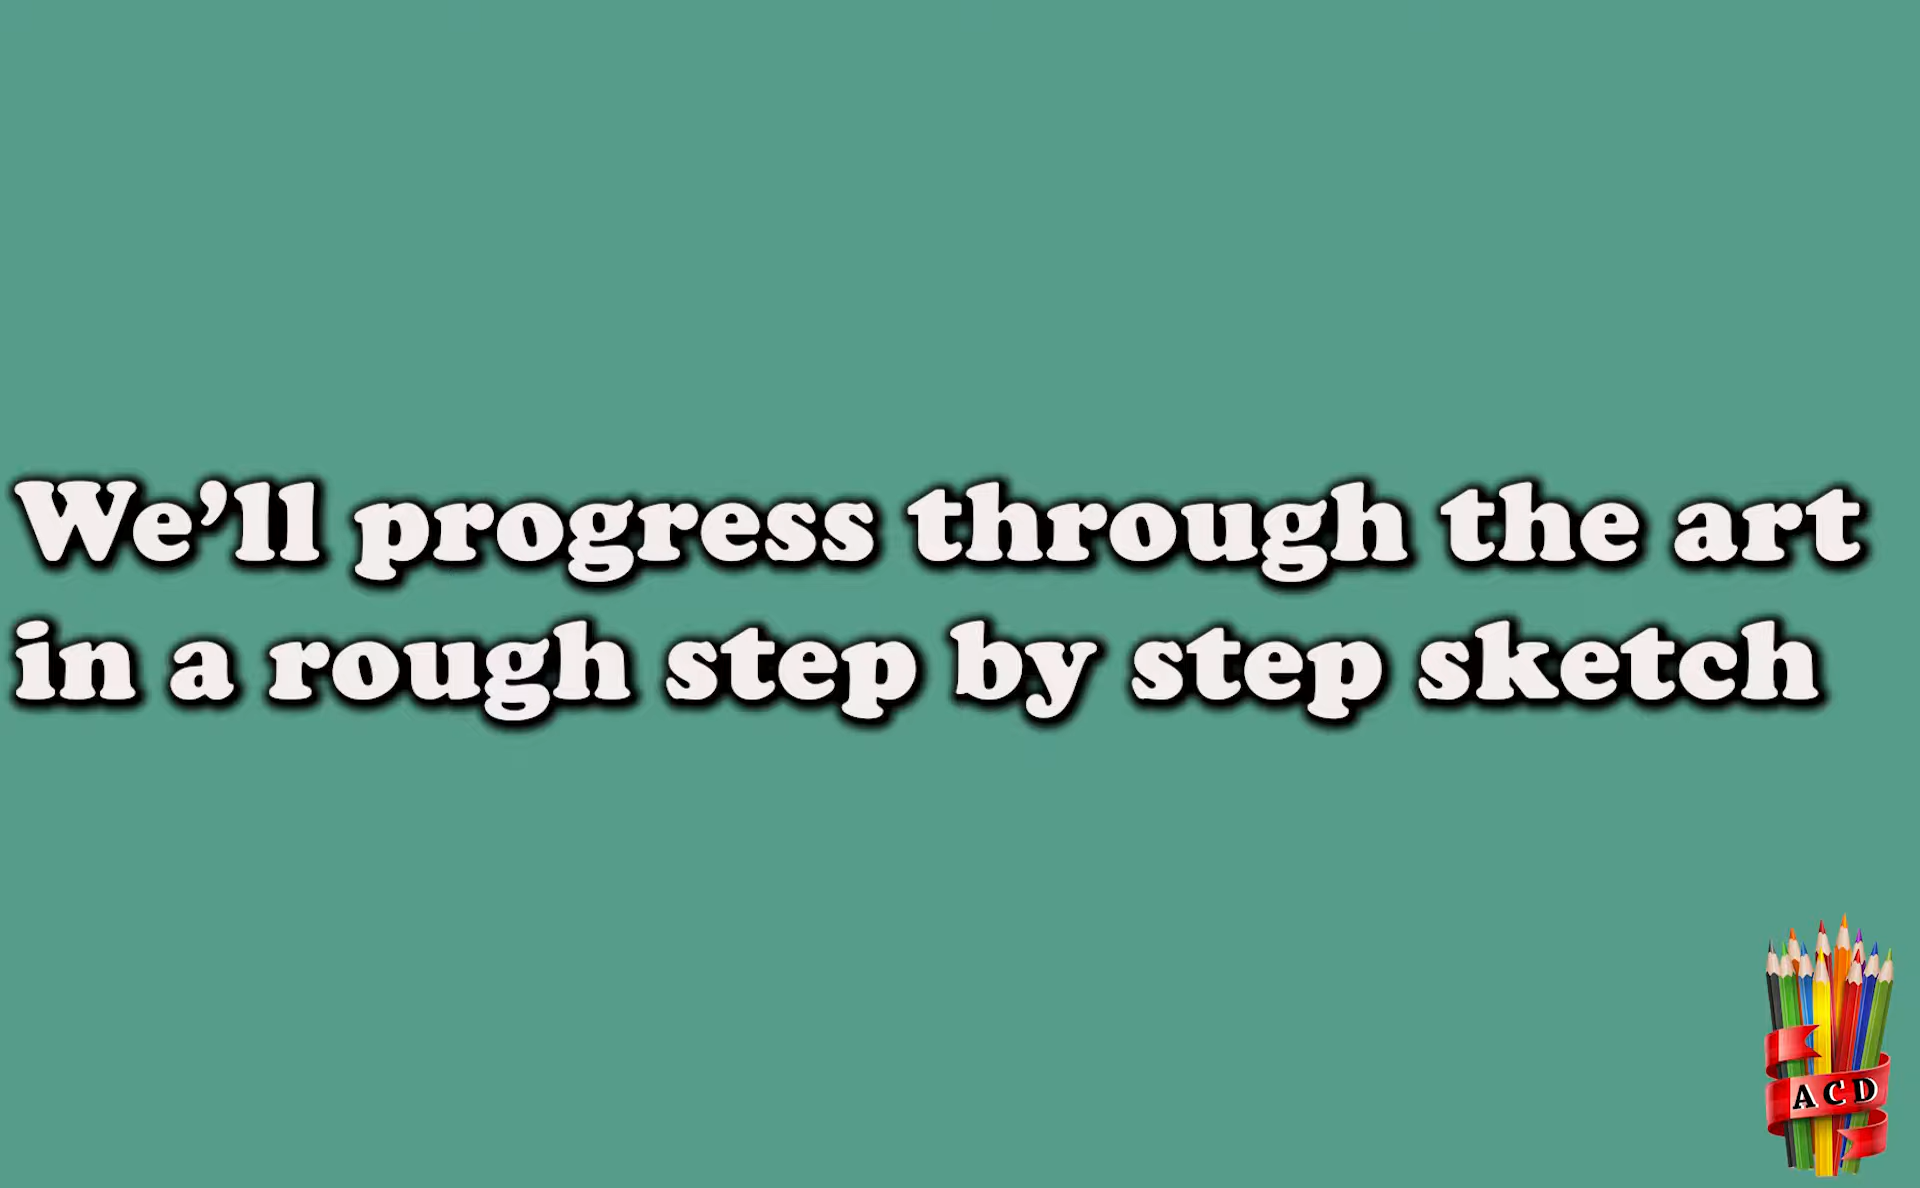 We’ll progress through the art
in a rough step by step sketch
ACD